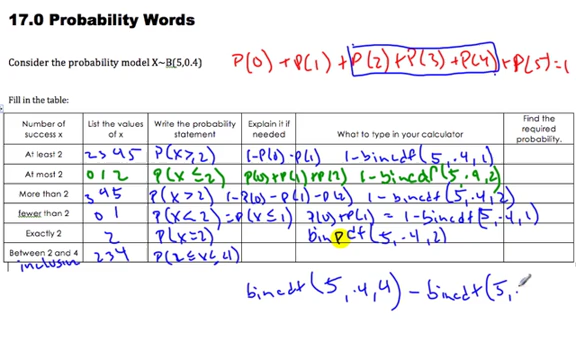 17.0 Probability Words
Consider the probability model X~B(5,0.4) P(0) + P(1) + P(2) + P(3) + P(4) + P(5) = 1
Fill in the table:
Number of success x List the values of x Write the probability statement Explain it if needed What to type in your calculator Find the required probability.
At least 2 2 3 4 5 P(X ≥ 2) 1 - P(0) - P(1) 1 - bincdf(5, .4, 1)
At most 2 0 1 2 P(X ≤ 2) P(0) + P(1) + P(2) 1 - bincdf(5, .4, 2)
More than 2 3 4 5 P(X > 2) 1 - P(0) - P(1) - P(2) 1 - bincdf(5, .4, 2)
fewer than 2 0 1 P(X < 2) = P(X ≤ 1) P(0) + P(1) = 1 - bincdf(5, .4, 1)
Exactly 2 2 P(X = 2) binPdf(5, .4, 2)
Between 2 and 4 inclusive 2 3 4 P(2 ≤ X ≤ 4)
bincdf(5, .4, 4) - bincdf(5, .